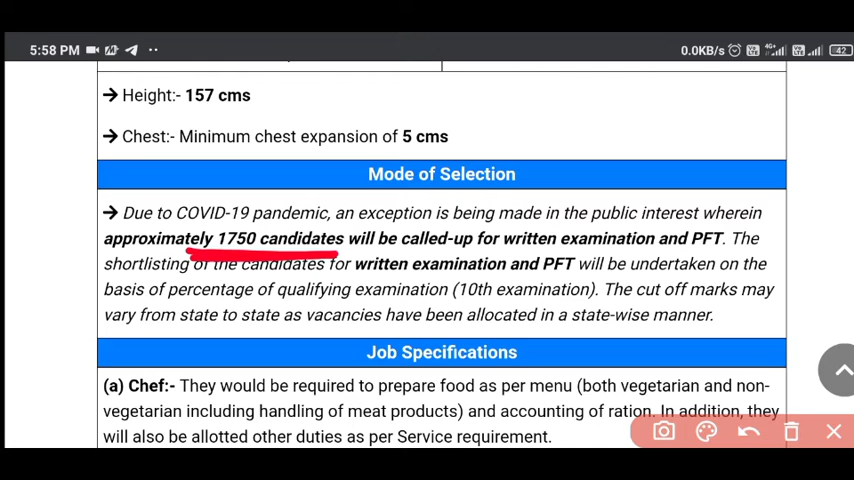 5:58 PM
0.0KB/s
4G+
42
→ Height:- 157 cms
→ Chest:- Minimum chest expansion of 5 cms
Mode of Selection
→ Due to COVID-19 pandemic, an exception is being made in the public interest wherein
approximately 1750 candidates will be called-up for written examination and PFT. The
shortlisting of the candidates for written examination and PFT will be undertaken on the
basis of percentage of qualifying examination (10th examination). The cut off marks may
vary from state to state as vacancies have been allocated in a state-wise manner.
Job Specifications
(a) Chef:- They would be required to prepare food as per menu (both vegetarian and non-
vegetarian including handling of meat products) and accounting of ration. In addition, they
will also be allotted other duties as per Service requirement.